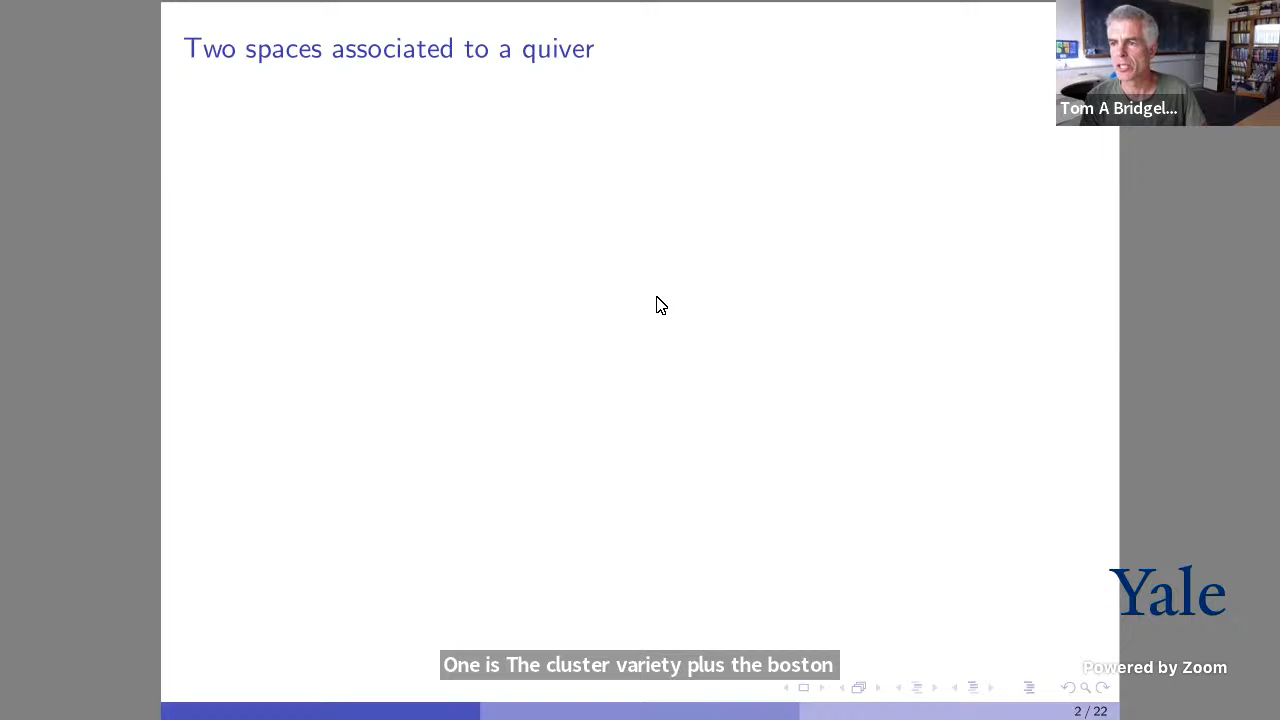 Two spaces associated to a quiver
Tom A Bridgel...
Yale
One is The cluster variety plus the boston
Powered by Zoom
2 / 22